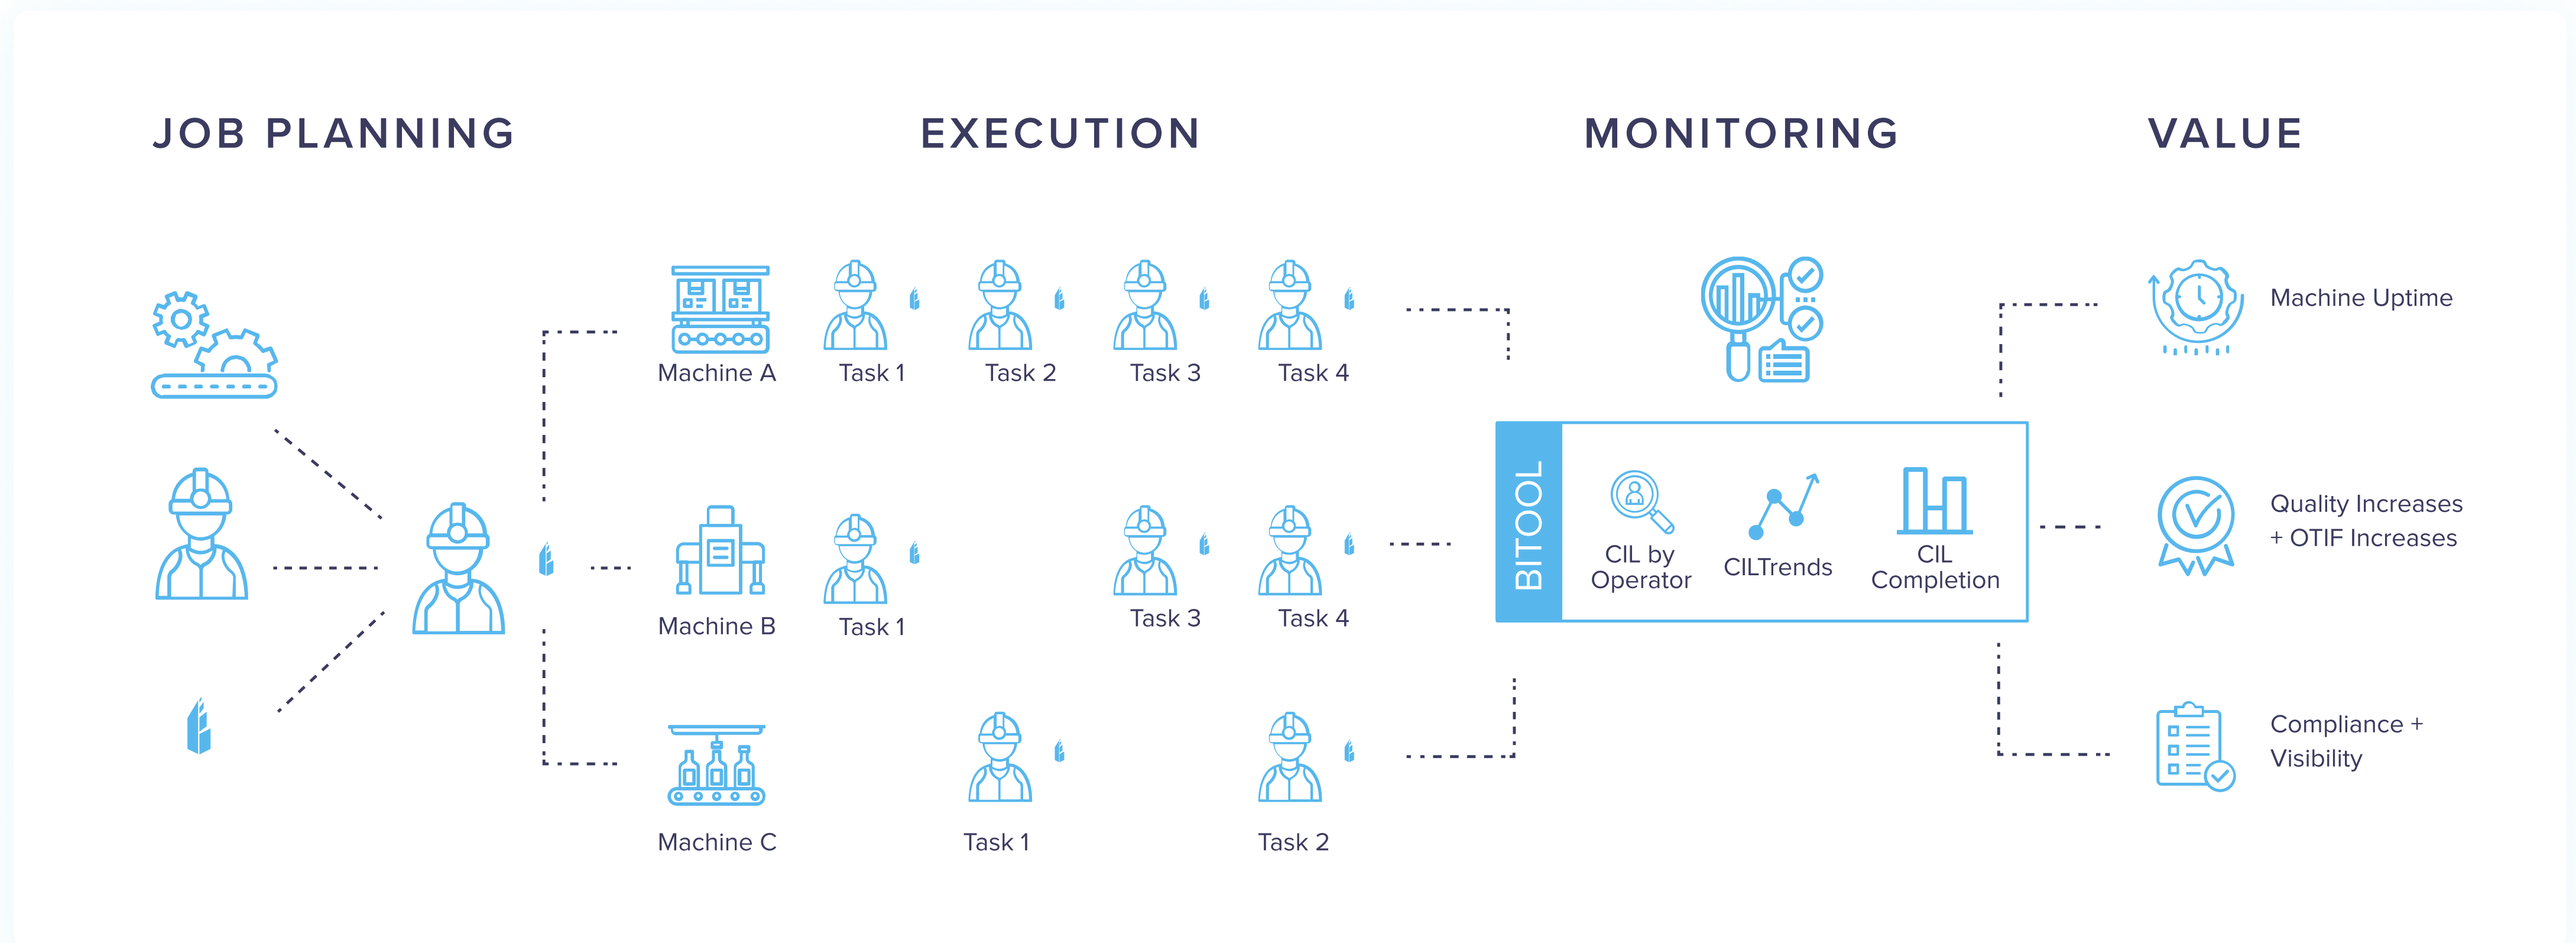 JOB PLANNING
EXECUTION
MONITORING
VALUE
Machine A
Task 1
Task 2
Task 3
Task 4
Machine B
Task 1
Task 3
Task 4
Machine C
Task 1
Task 2
BITOOL
CIL by
Operator
CILTrends
CIL
Completion
Machine Uptime
Quality Increases
+ OTIF Increases
Compliance +
Visibility